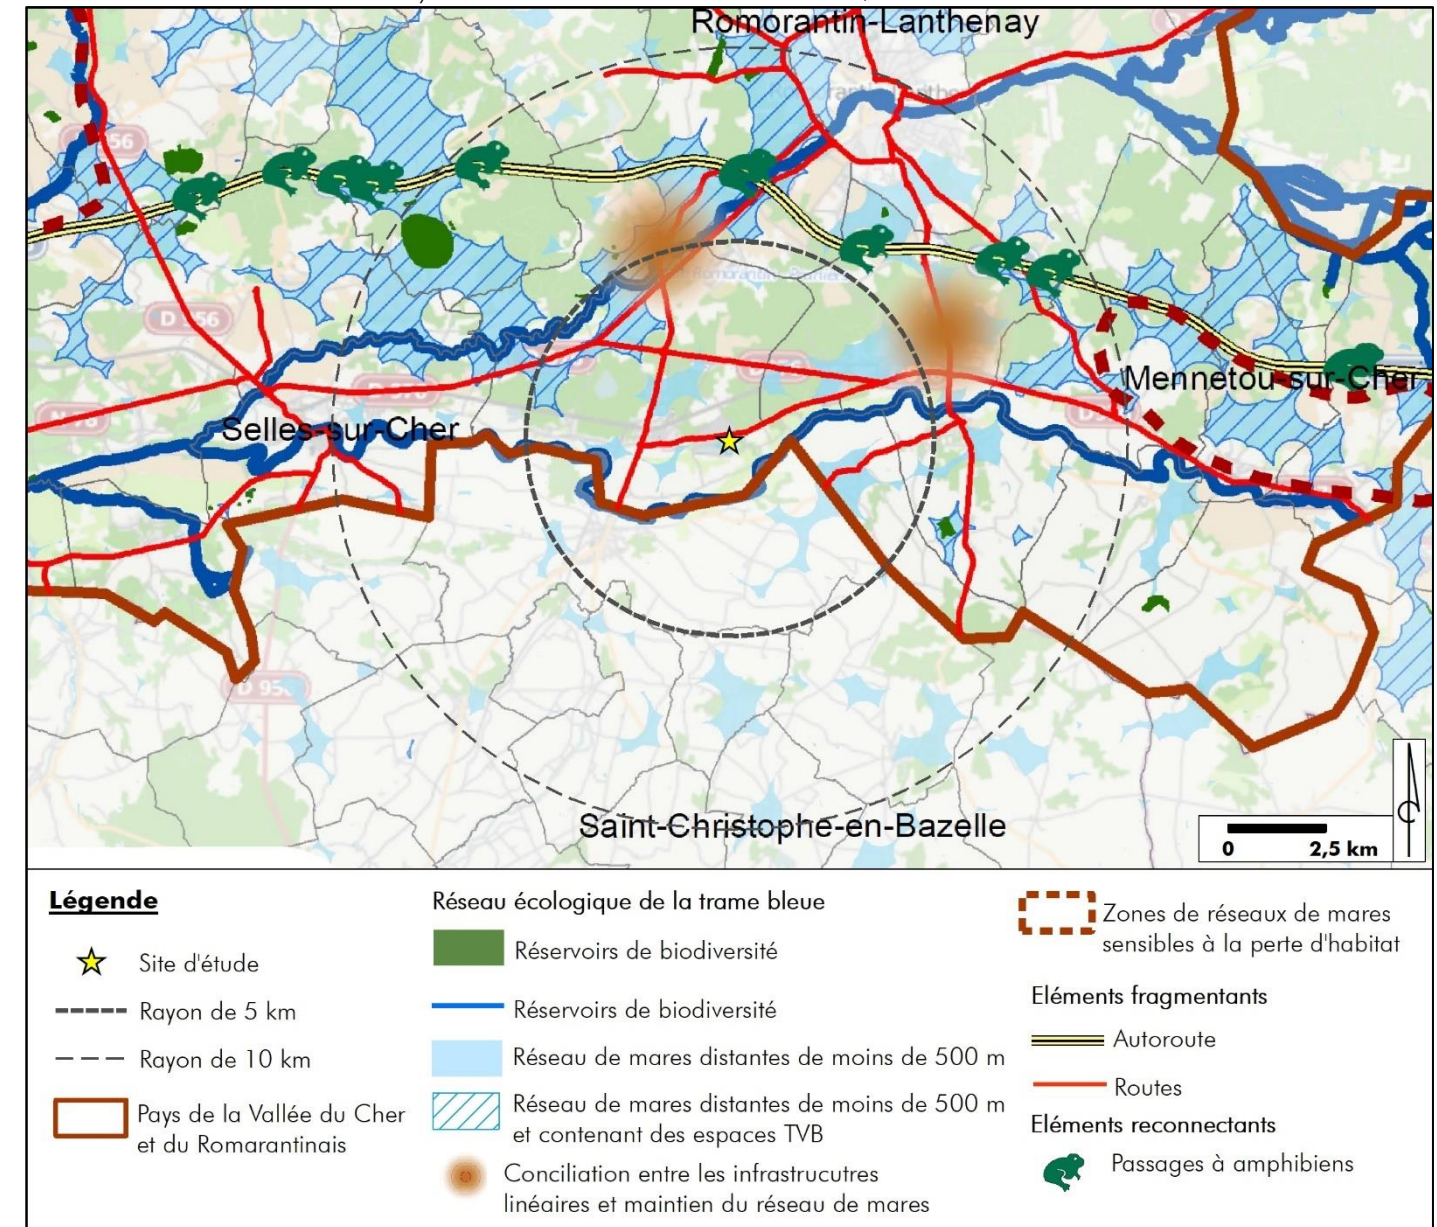 Romorantin-Lanthenay
D 956
Mennetou-sur-Cher
Selles-sur-Cher
N 76
D 95
Saint-Christophe-en-Bazelle
0 2,5 km
Légende
Site d'étude
Rayon de 5 km
Rayon de 10 km
Pays de la Vallée du Cher
et du Romarantinais
Réseau écologique de la trame bleue
Réservoirs de biodiversité
Réservoirs de biodiversité
Réseau de mares distantes de moins de 500 m
Réseau de mares distantes de moins de 500 m
et contenant des espaces TVB
Conciliation entre les infrastrucutres
linéaires et maintien du réseau de mares
Zones de réseaux de mares
sensibles à la perte d'habitat
Eléments fragmentants
Autoroute
Routes
Eléments reconnectants
Passages à amphibiens